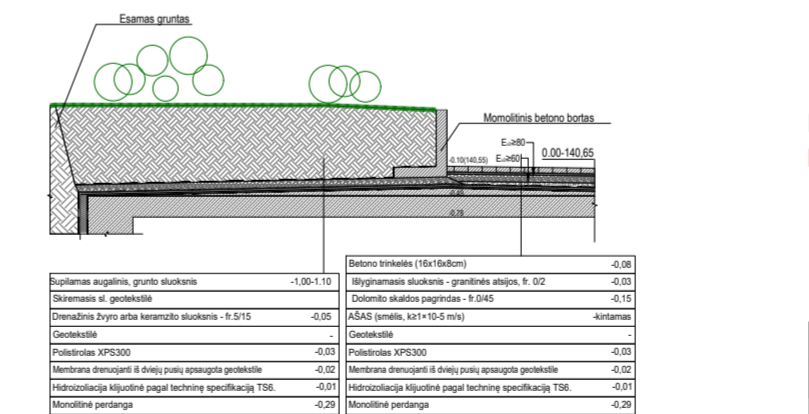 Esamas gruntas
Momolitinis betono bortas
E ≥80
-0.10(140,55)
E ≥60
0.00-140,65
-0.78
Supilamas augalinis, grunto sluoksnis -1,00-1.10
Skiremasis sl. geotekstilė
Drenažinis žvyro arba keramzito sluoksnis - fr.5/15 -0,05
Geotekstilė -
Polistirolas XPS300 -0,03
Membrana drenuojanti iš dviejų pusių apsaugota geotekstile -0,02
Hidroizoliacija klijuotinė pagal techninę specifikaciją TS6. -0,01
Monolitinė perdanga -0,29
Betono trinkelės (16x16x8cm) -0,08
Išlyginamasis sluoksnis - granitinės atsijos, fr. 0/2 -0,03
Dolomito skaldos pagrindas - fr.0/45 -0,15
AŠAS (smėlis, k≥1×10-5 m/s) -kintamas
Geotekstilė -
Polistirolas XPS300 -0,03
Membrana drenuojanti iš dviejų pusių apsaugota geotekstile -0,02
Hidroizoliacija klijuotinė pagal techninę specifikaciją TS6. -0,01
Monolitinė perdanga -0,29